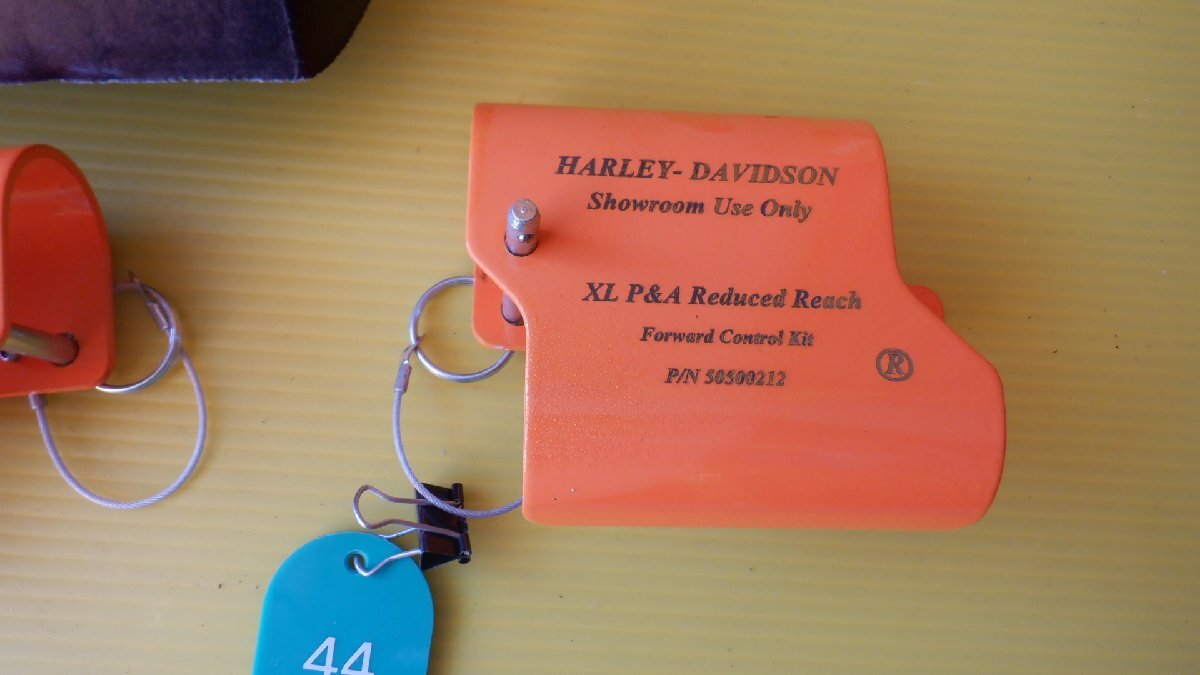 HARLEY- DAVIDSON
Showroom Use Only
XL P&A Reduced Reach
Forward Control Kit
P/N 50500212
®
44